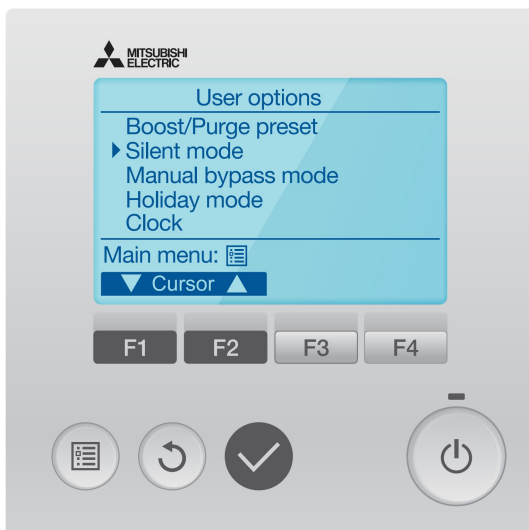 MITSUBISHI
ELECTRIC
User options
Boost/Purge preset
Silent mode
Manual bypass mode
Holiday mode
Clock
Main menu:
Cursor
F1 F2 F3 F4